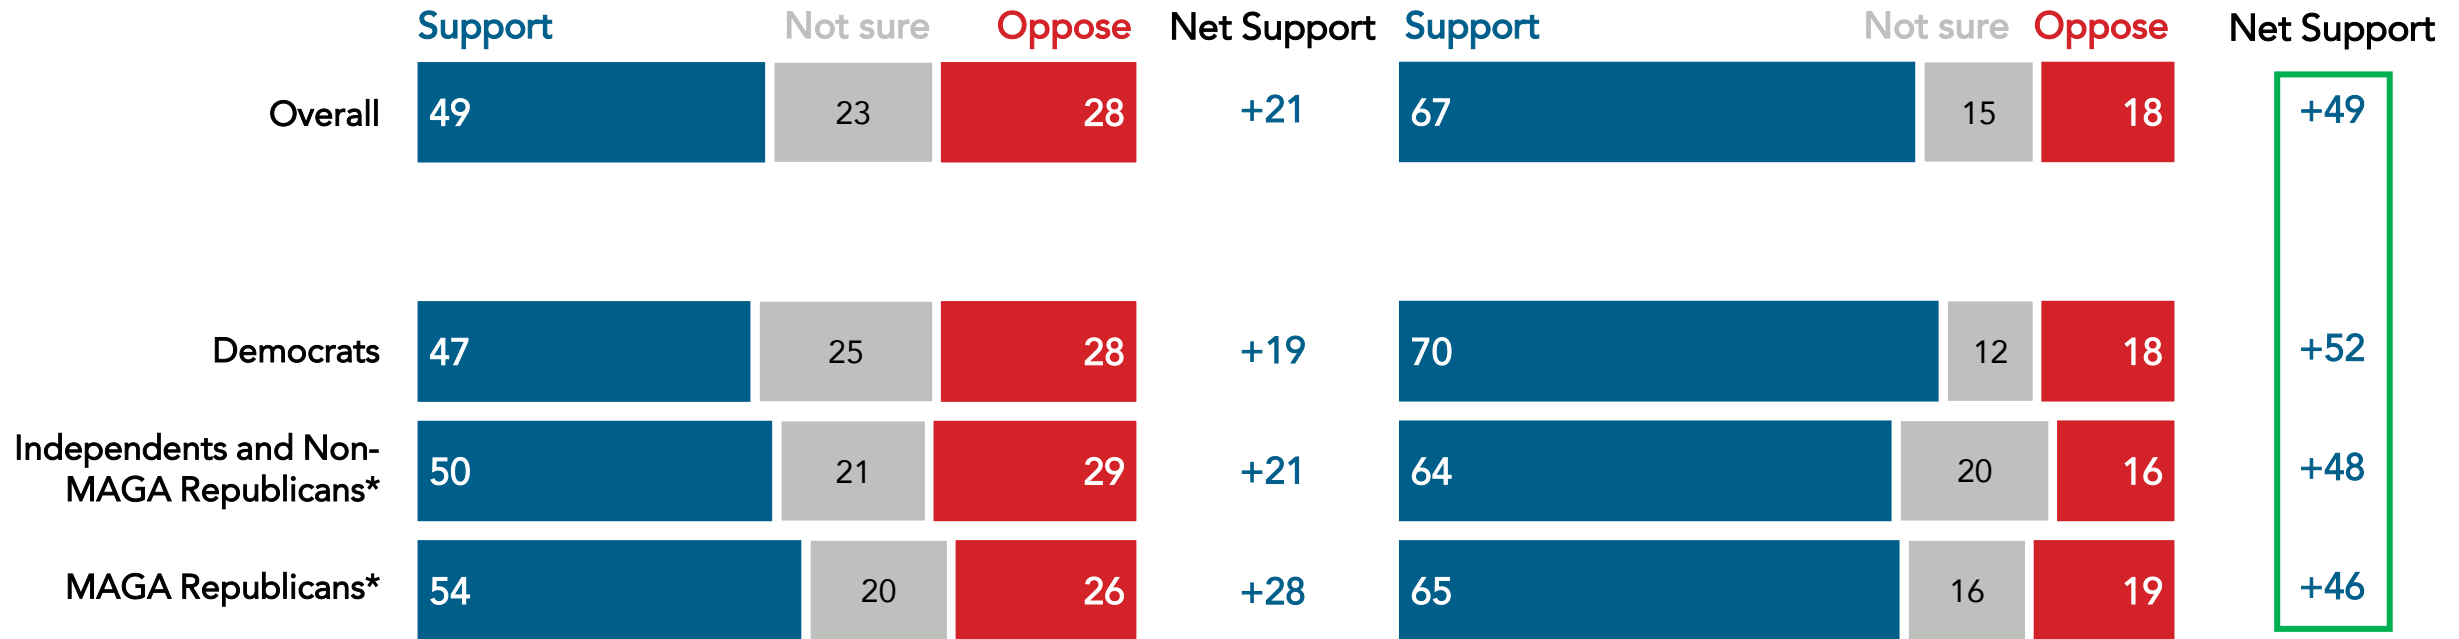 Support Not sure Oppose Net Support Support Not sure Oppose Net Support
Overall 49 23 28 +21 67 15 18 +49
Democrats 47 25 28 +19 70 12 18 +52
Independents and Non-
MAGA Republicans* 50 21 29 +21 64 20 16 +48
MAGA Republicans* 54 20 26 +28 65 16 19 +46